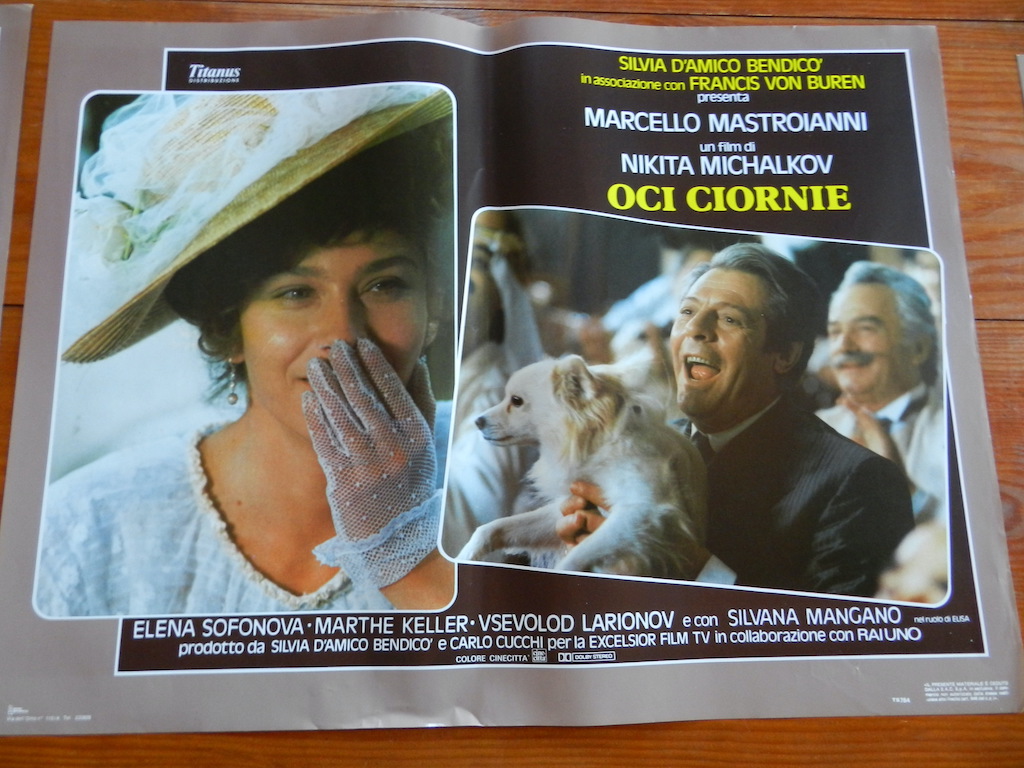 Titanus
DISTRIBUZIONE
SILVIA D'AMICO BENDICO'
in associazione con FRANCIS VON BUREN
presenta
MARCELLO MASTROIANNI
un film di
NIKITA MICHALKOV
OCI CIORNIE
ELENA SOFONOVA · MARTHE KELLER · VSEVOLOD LARIONOV e con SILVANA MANGANO nel ruolo di ELISA
prodotto da SILVIA D'AMICO BENDICO' e CARLO CUCCHI per la EXCELSIOR FILM TV in collaborazione con RAI UNO
COLORE CINECITTA' DOLBY STEREO